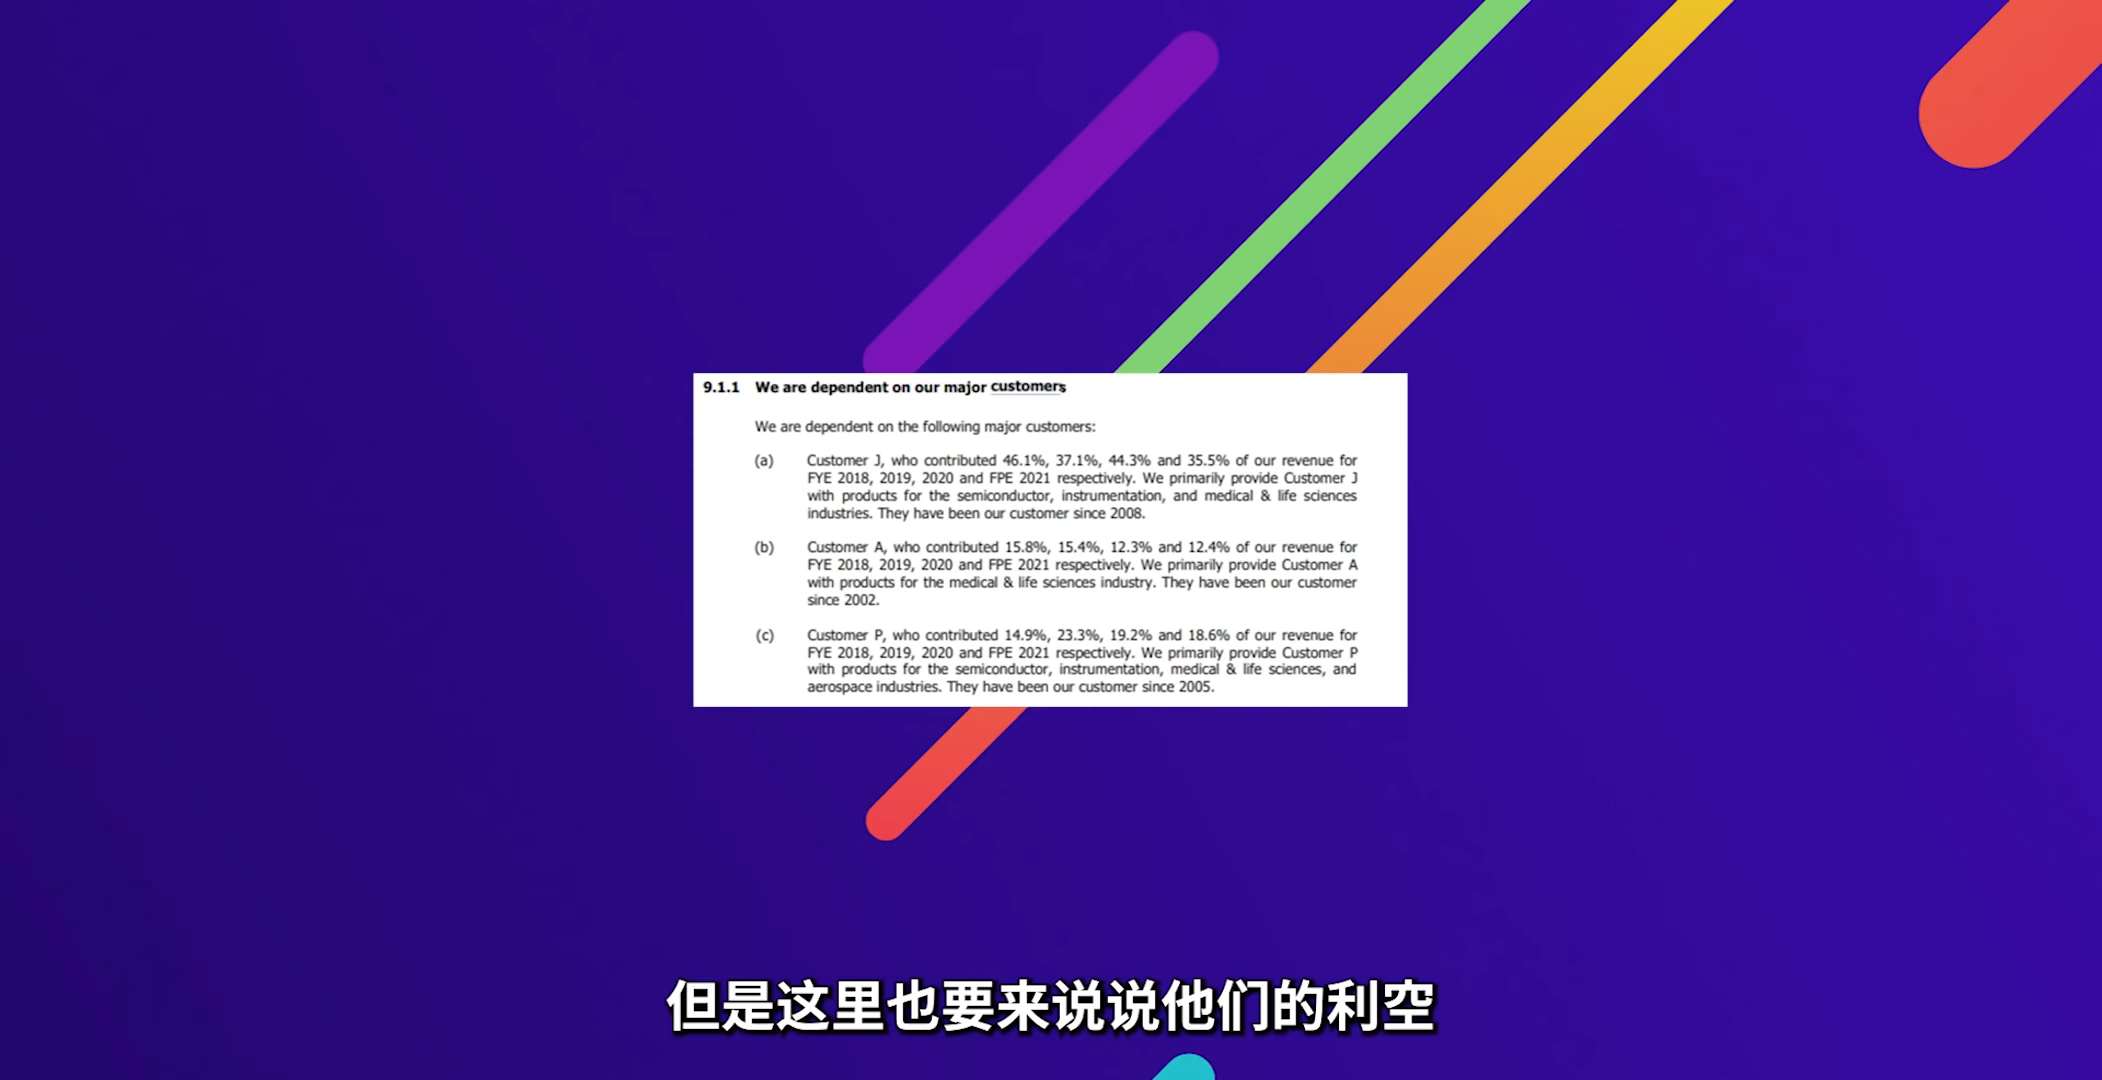 9.1.1 We are dependent on our major customers
We are dependent on the following major customers:
(a) Customer J, who contributed 46.1%, 37.1%, 44.3% and 35.5% of our revenue for
FYE 2018, 2019, 2020 and FPE 2021 respectively. We primarily provide Customer J
with products for the semiconductor, instrumentation, and medical & life sciences
industries. They have been our customer since 2008.
(b) Customer A, who contributed 15.8%, 15.4%, 12.3% and 12.4% of our revenue for
FYE 2018, 2019, 2020 and FPE 2021 respectively. We primarily provide Customer A
with products for the medical & life sciences industry. They have been our customer
since 2002.
(c) Customer P, who contributed 14.9%, 23.3%, 19.2% and 18.6% of our revenue for
FYE 2018, 2019, 2020 and FPE 2021 respectively. We primarily provide Customer P
with products for the semiconductor, instrumentation, medical & life sciences, and
aerospace industries. They have been our customer since 2005.
但是这里也要来说说他们的利空